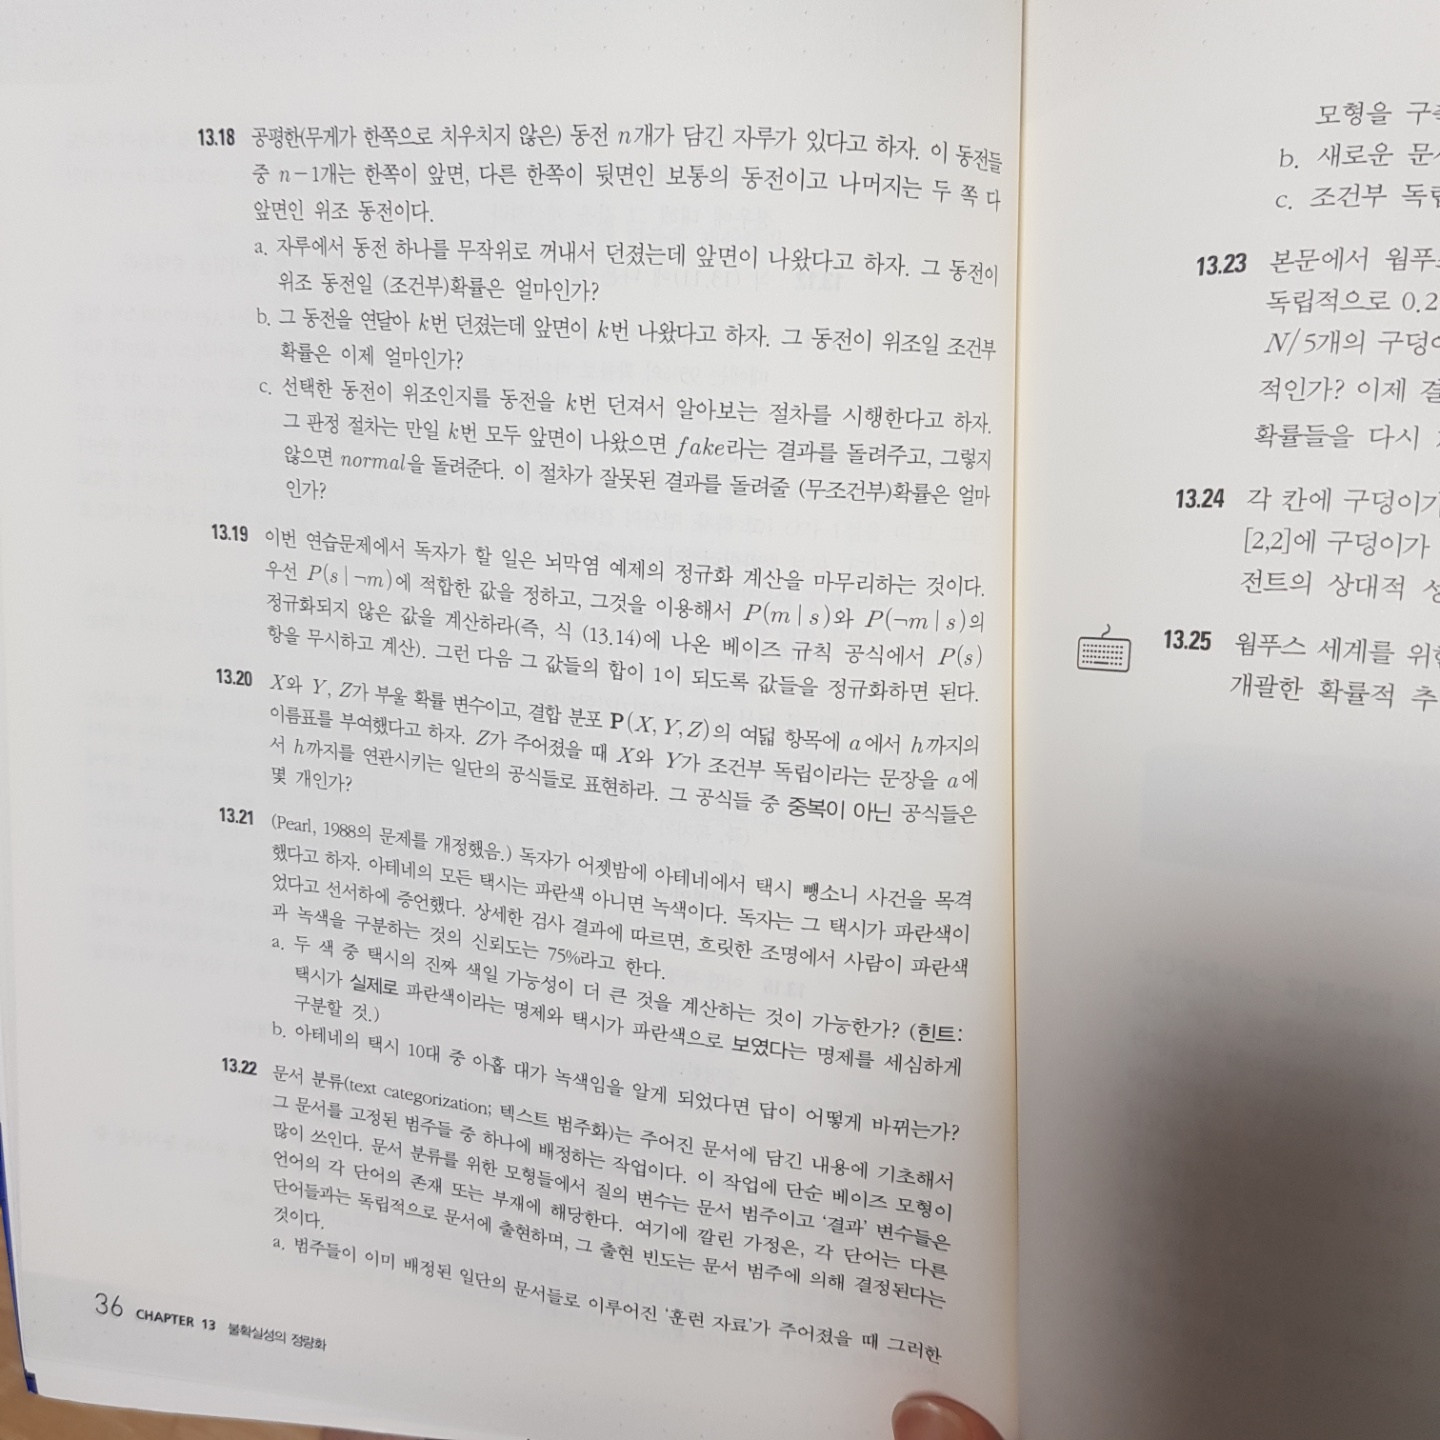 13.18 공평한(무게가 한쪽으로 치우치지 않은) 동전 n개가 담긴 자루가 있다고 하자. 이 동전들
중 n-1개는 한쪽이 앞면, 다른 한쪽이 뒷면인 보통의 동전이고 나머지는 두 쪽 다
앞면인 위조 동전이다.
a. 자루에서 동전 하나를 무작위로 꺼내서 던졌는데 앞면이 나왔다고 하자. 그 동전이
위조 동전일 (조건부)확률은 얼마인가?
b. 그 동전을 연달아 k번 던졌는데 앞면이 k번 나왔다고 하자. 그 동전이 위조일 조건부
확률은 이제 얼마인가?
c. 선택한 동전이 위조인지를 동전을 k번 던져서 알아보는 절차를 시행한다고 하자.
그 판정 절차는 만일 k번 모두 앞면이 나왔으면 fake라는 결과를 돌려주고, 그렇지
않으면 normal을 돌려준다. 이 절차가 잘못된 결과를 돌려줄 (무조건부)확률은 얼마
인가?
13.19 이번 연습문제에서 독자가 할 일은 뇌막염 예제의 정규화 계산을 마무리하는 것이다.
우선 P(s|¬m)에 적합한 값을 정하고, 그것을 이용해서 P(m|s)와 P(¬m|s)의
정규화되지 않은 값을 계산하라(즉, 식 (13.14)에 나온 베이즈 규칙 공식에서 P(s)
항을 무시하고 계산). 그런 다음 그 값들의 합이 1이 되도록 값들을 정규화하면 된다.
13.20 X와 Y, Z가 부울 확률 변수이고, 결합 분포 P(X, Y, Z)의 여덟 항목에 a에서 h까지의
이름표를 부여했다고 하자. Z가 주어졌을 때 X와 Y가 조건부 독립이라는 문장을 a에
서 h까지를 연관시키는 일단의 공식들로 표현하라. 그 공식들 중 중복이 아닌 공식들은
몇 개인가?
13.21 (Pearl, 1988의 문제를 개정했음.) 독자가 어젯밤에 아테네에서 택시 뺑소니 사건을 목격
했다고 하자. 아테네의 모든 택시는 파란색 아니면 녹색이다. 독자는 그 택시가 파란색이
었다고 선서하에 증언했다. 상세한 검사 결과에 따르면, 흐릿한 조명에서 사람이 파란색
과 녹색을 구분하는 것의 신뢰도는 75%라고 한다.
a. 두 색 중 택시의 진짜 색일 가능성이 더 큰 것을 계산하는 것이 가능한가? (힌트:
택시가 실제로 파란색이라는 명제와 택시가 파란색으로 보였다는 명제를 세심하게
구분할 것.)
b. 아테네의 택시 10대 중 아홉 대가 녹색임을 알게 되었다면 답이 어떻게 바뀌는가?
13.22 문서 분류(text categorization; 텍스트 범주화)는 주어진 문서에 담긴 내용에 기초해서
그 문서를 고정된 범주들 중 하나에 배정하는 작업이다. 이 작업에 단순 베이즈 모형이
많이 쓰인다. 문서 분류를 위한 모형들에서 질의 변수는 문서 범주이고 '결과' 변수들은
언어의 각 단어의 존재 또는 부재에 해당한다. 여기에 깔린 가정은, 각 단어는 다른
단어들과는 독립적으로 문서에 출현하며, 그 출현 빈도는 문서 범주에 의해 결정된다는
것이다.
a. 범주들이 이미 배정된 일단의 문서들로 이루어진 '훈련 자료'가 주어졌을 때 그러한
36 CHAPTER 13 불확실성의 정량화
모형을 구축
b. 새로운 문
c. 조건부 독립
13.23 본문에서 웜푸
독립적으로 0.2
N/5개의 구덩이
적인가? 이제 결
확률들을 다시
13.24 각 칸에 구덩이가
[2,2]에 구덩이가
전트의 상대적
13.25 웜푸스 세계를 위한
개괄한 확률적 추